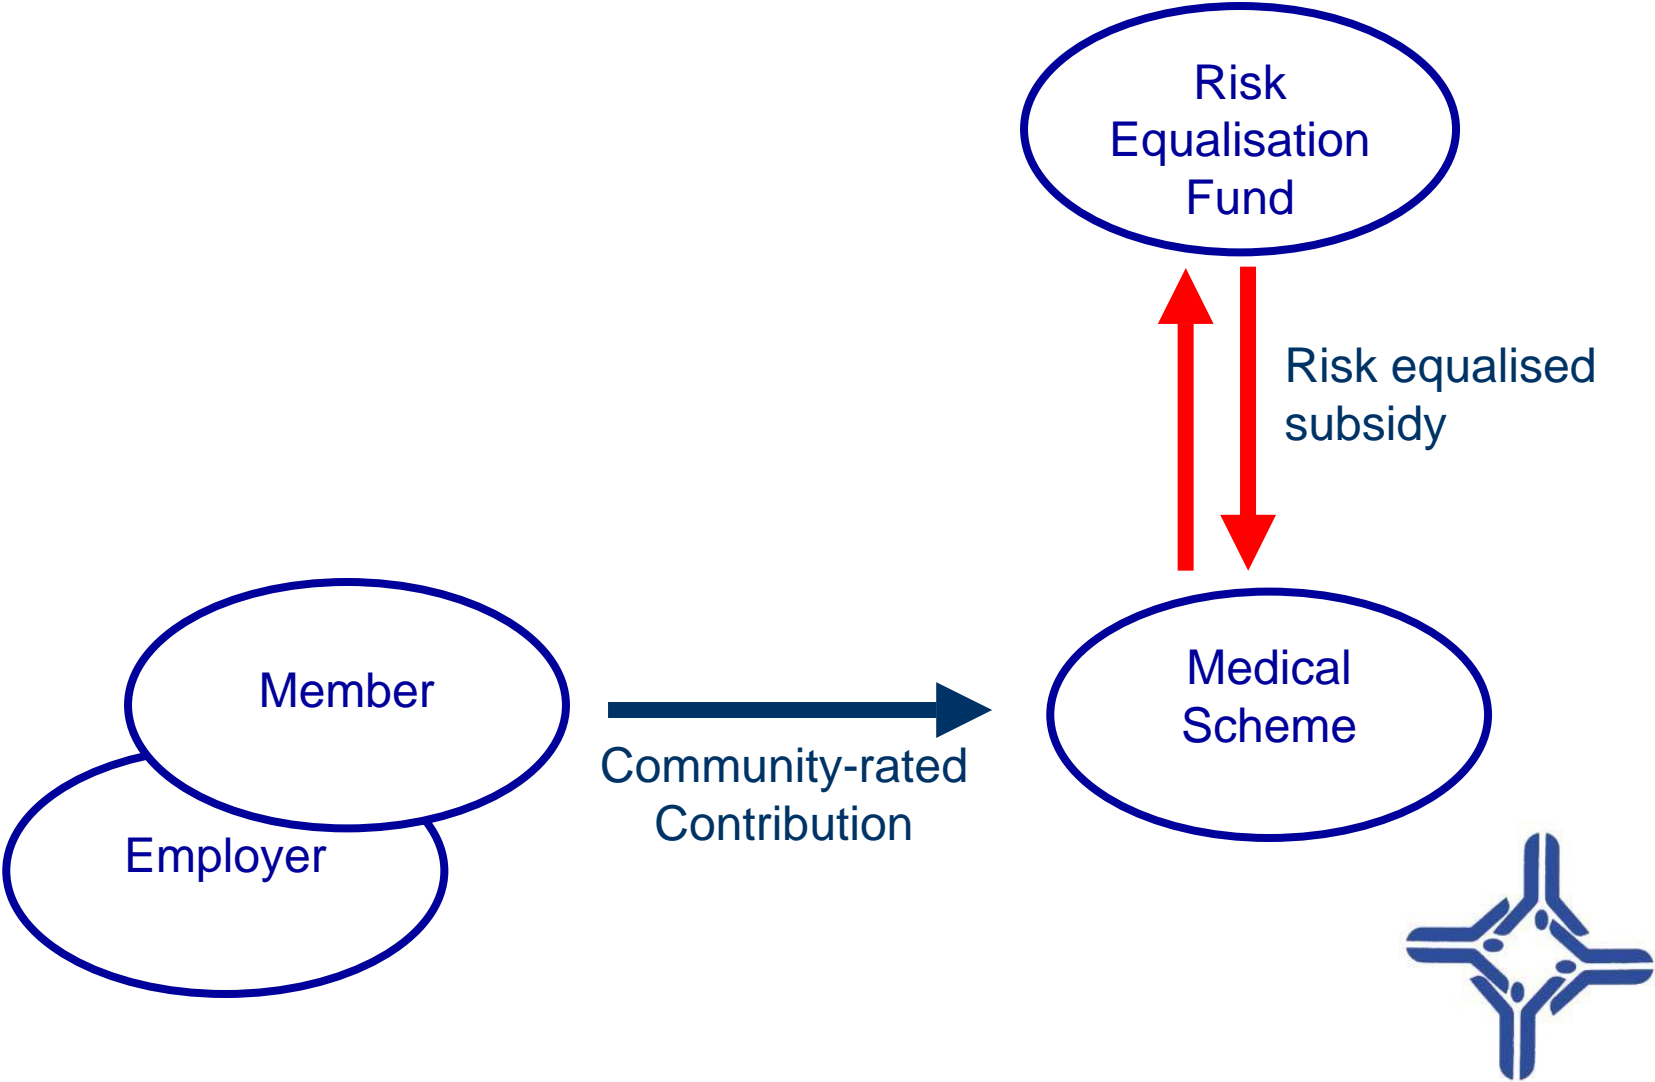 Risk
Equalisation
Fund
Risk equalised
subsidy
Member
Medical
Scheme
Community-rated
Contribution
Employer